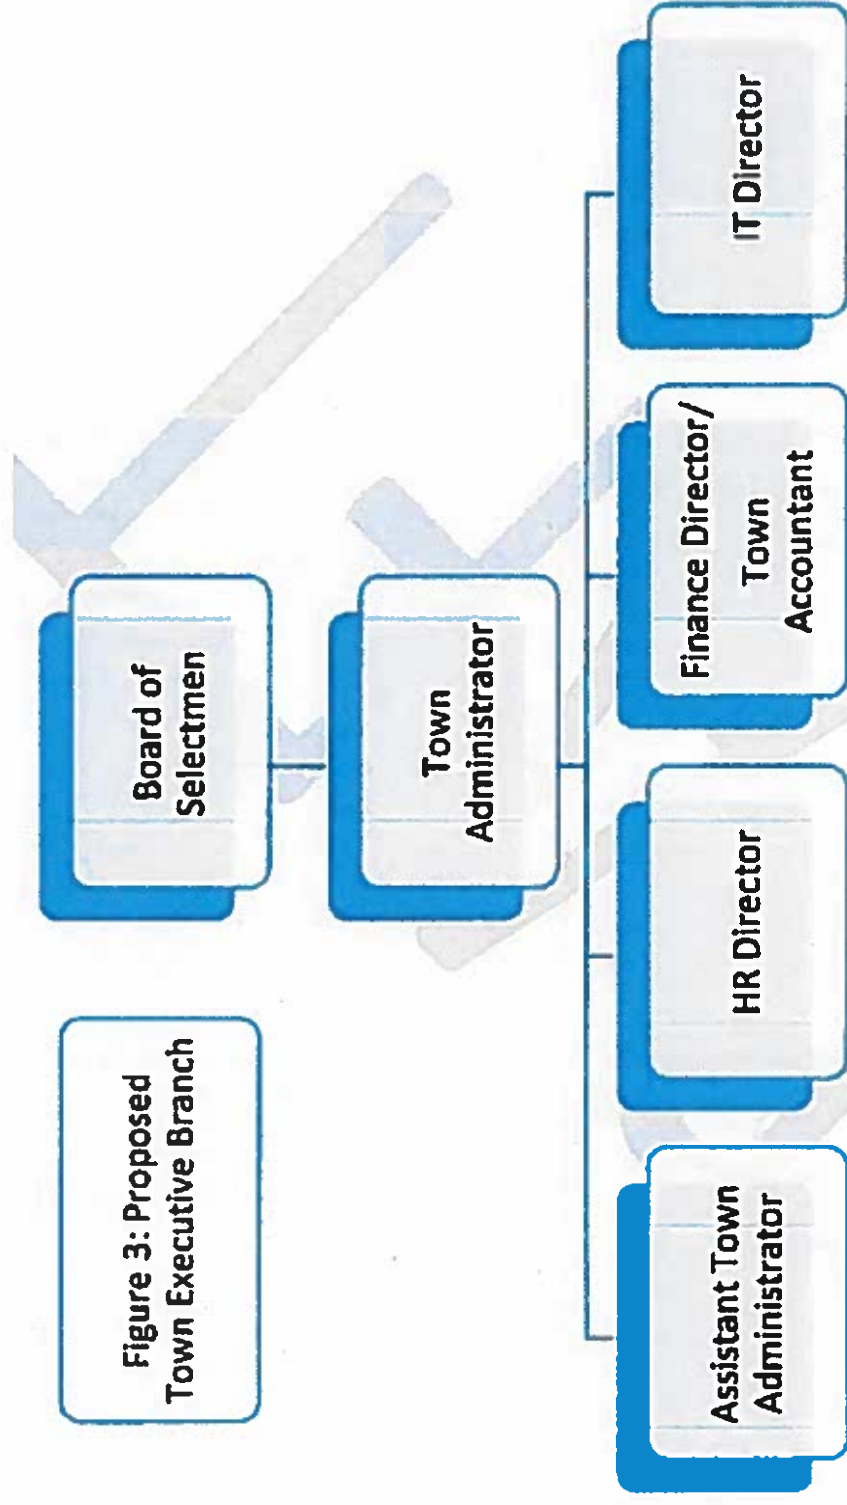 Figure 3: Proposed
Town Executive Branch
Board of
Selectmen
Town
Administrator
Assistant Town
Administrator
HR Director
Finance Director/
Town
Accountant
IT Director